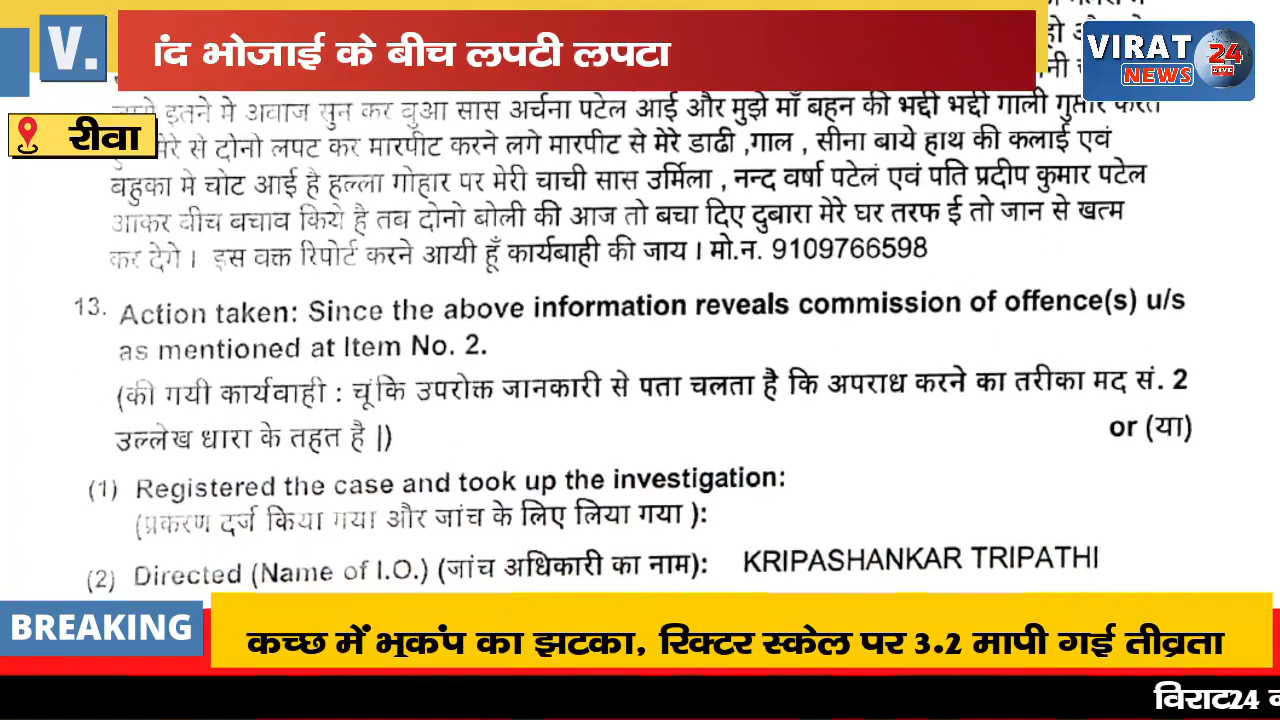 V.
ंद भोजाई के बीच लपटी लपटा
VIRAT 24
NEWS LIVE
रीवा
इतने मे अवाज सुन कर वुआ सास अर्चना पटेल आई और मुझे माँ बहन की भद्दी भद्दी गाली गुप्तार करते
मेरे से दोनो लपट कर मारपीट करने लगे मारपीट से मेरे डाढी ,गाल , सीना बाये हाथ की कलाई एवं
बहुका मे चोट आई है हल्ला गोहार पर मेरी चाची सास उर्मिला , नन्द वर्षा पटेलं एवं पति प्रदीप कुमार पटेल
आकर बीच बचाव किये है तब दोनो बोली की आज तो बचा दिए दुबारा मेरे घर तरफ ई तो जान से खत्म
कर देगे । इस वक्त रिपोर्ट करने आयी हूँ कार्यबाही की जाय । मो.न. 9109766598
13. Action taken: Since the above information reveals commission of offence(s) u/s
as mentioned at Item No. 2.
(की गयी कार्यवाही : चूंकि उपरोक्त जानकारी से पता चलता है कि अपराध करने का तरीका मद सं. 2
उल्लेख धारा के तहत है |) or (या)
(1) Registered the case and took up the investigation:
(प्रकरण दर्ज किया गया और जांच के लिए लिया गया ):
(2) Directed (Name of I.O.) (जांच अधिकारी का नाम): KRIPASHANKAR TRIPATHI
BREAKING
कच्छ में भूकंप का झटका, रिक्टर स्केल पर 3.2 मापी गई तीव्रता
विराट24